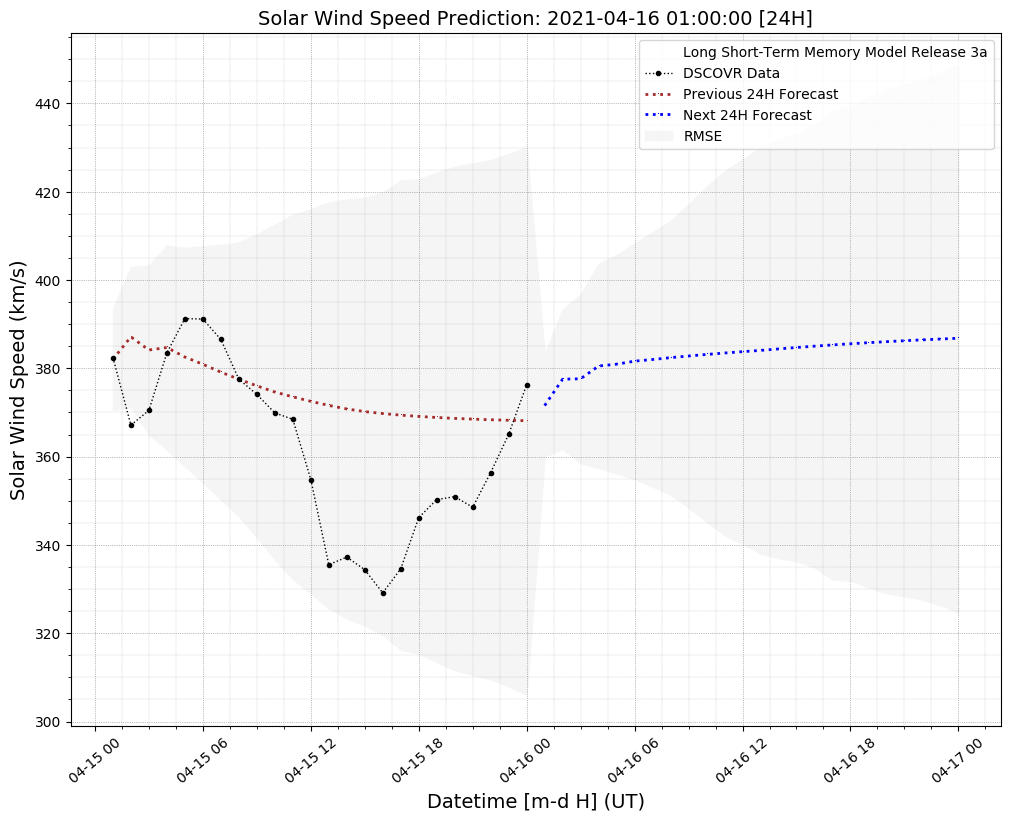 Solar Wind Speed Prediction: 2021-04-16 01:00:00 [24H]
Long Short-Term Memory Model Release 3a
DSCOVR Data
Previous 24H Forecast
Next 24H Forecast
RMSE
Solar Wind Speed (km/s)
440
420
400
380
360
340
320
300
04-15 00
04-15 06
04-15 12
04-15 18
04-16 00
04-16 06
04-16 12
04-16 18
04-17 00
Datetime [m-d H] (UT)